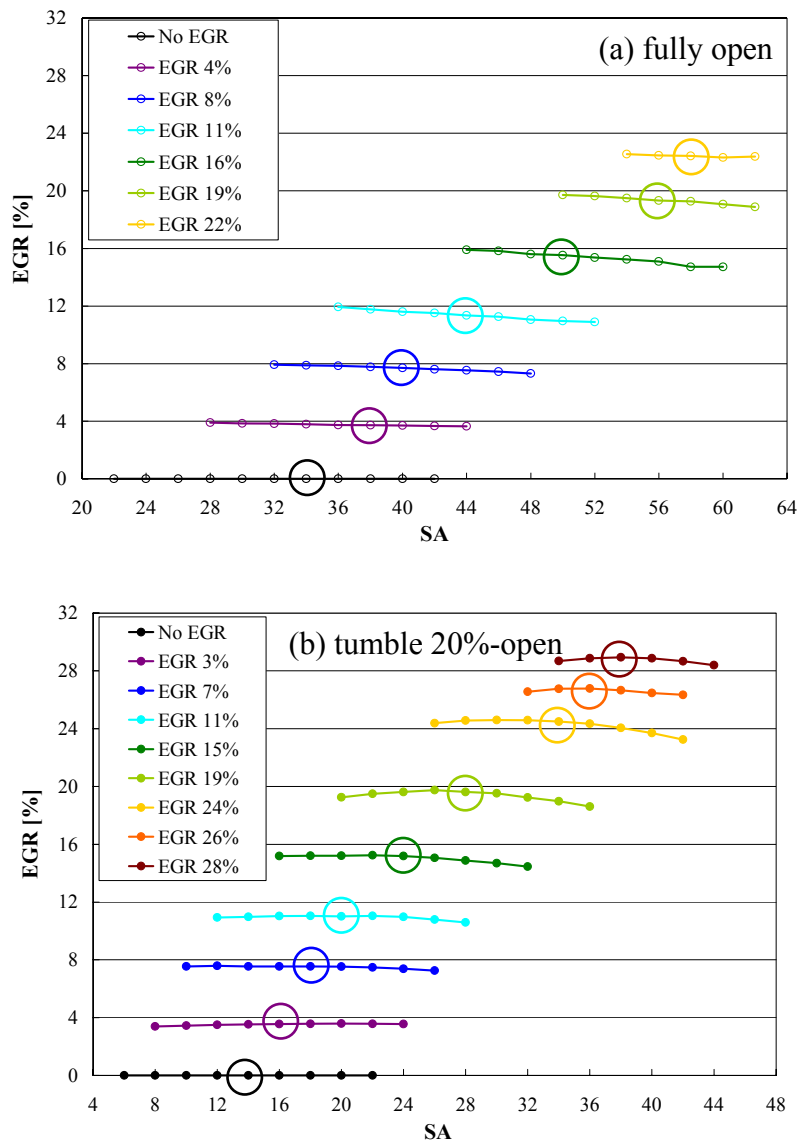 32
28
24
20
16
12
8
4
0
EGR [%]
No EGR
EGR 4%
EGR 8%
EGR 11%
EGR 16%
EGR 19%
EGR 22%
(a) fully open
20 24 28 32 36 40 44 48 52 56 60 64
SA
32
28
24
20
16
12
8
4
0
EGR [%]
No EGR
EGR 3%
EGR 7%
EGR 11%
EGR 15%
EGR 19%
EGR 24%
EGR 26%
EGR 28%
(b) tumble 20%-open
4 8 12 16 20 24 28 32 36 40 44 48
SA